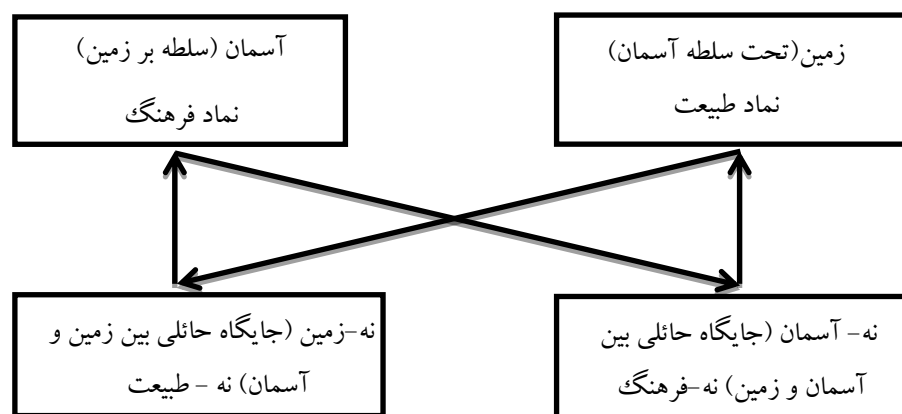 زمین(تحت سلطه آسمان)
نماد طبیعت
آسمان (سلطه بر زمین)
نماد فرهنگ
نه- آسمان (جایگاه حائلی بین
آسمان و زمین) نه-فرهنگ
نه-زمین (جایگاه حائلی بین زمین و
آسمان) نه - طبیعت